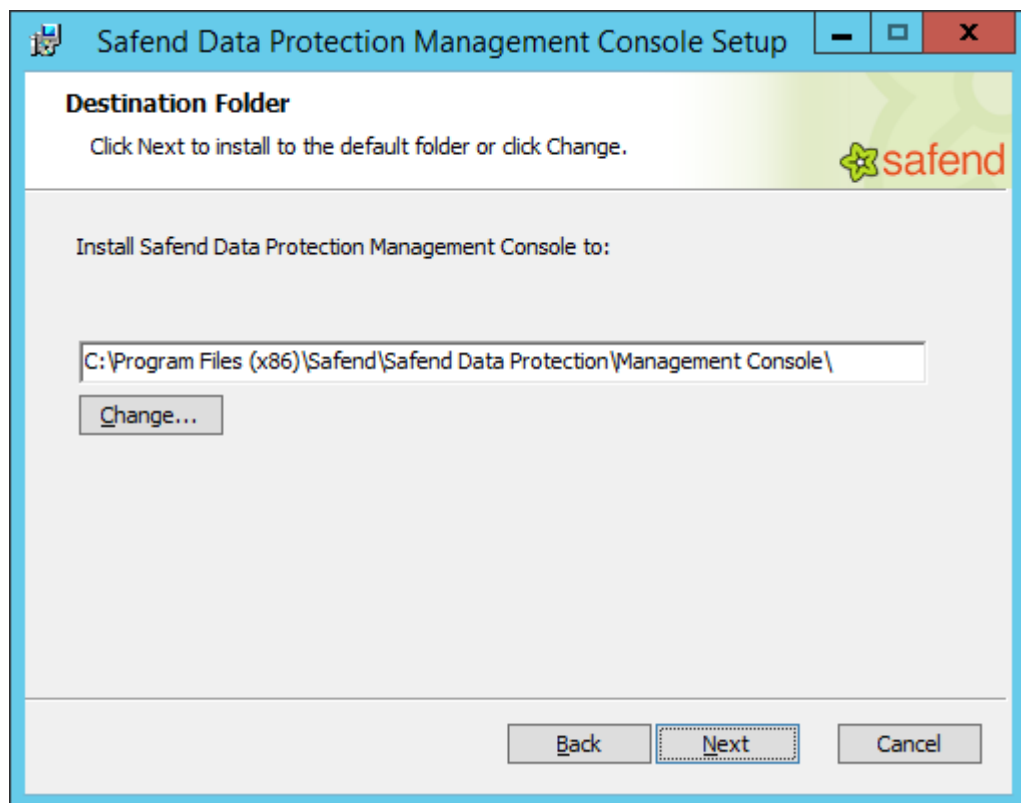 Safend Data Protection Management Console Setup
Destination Folder
Click Next to install to the default folder or click Change.
safend
Install Safend Data Protection Management Console to:
C:\Program Files (x86)\Safend\Safend Data Protection\Management Console\
Change...
Back Next Cancel